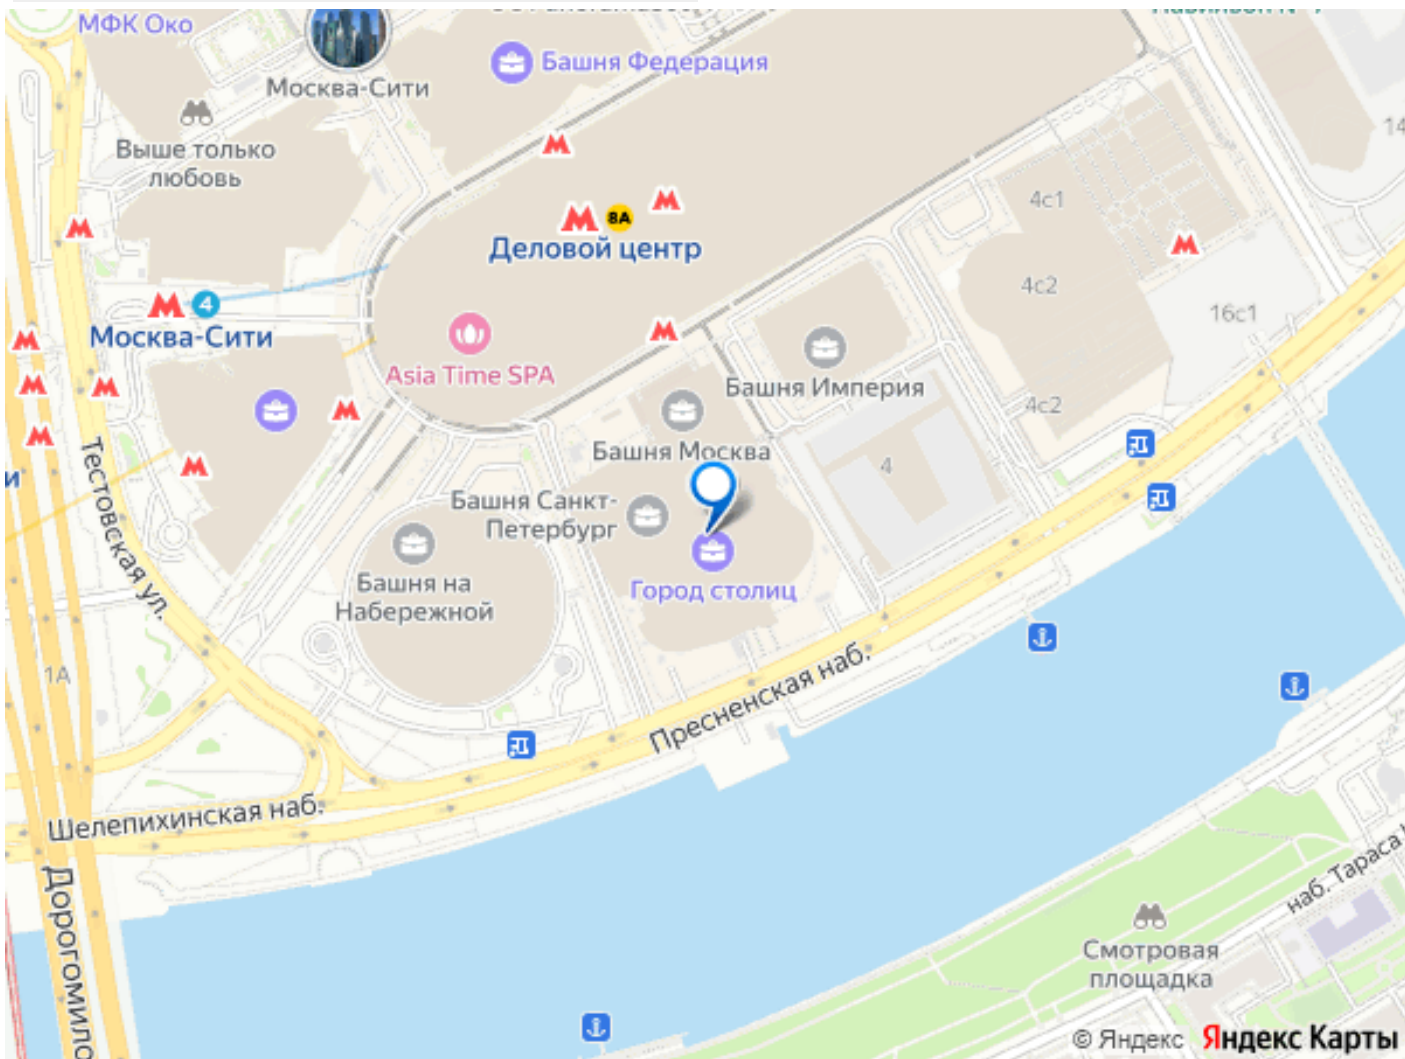 МФК Око
Москва-Сити
Башня Федерация
Выше только
любовь
14
4с1
8А
Деловой центр
4с2
4
Москва-Сити
16с1
Asia Time SPA
Башня Империя
4с2
Башня Москва
4
Тестовская ул.
Башня Санкт-
Петербург
Башня на
Набережной
Город столиц
1А
Пресненская наб.
Шелепихинская наб.
Дорогомило
наб. Тараса
Смотровая
площадка
© Яндекс Яндекс Карты